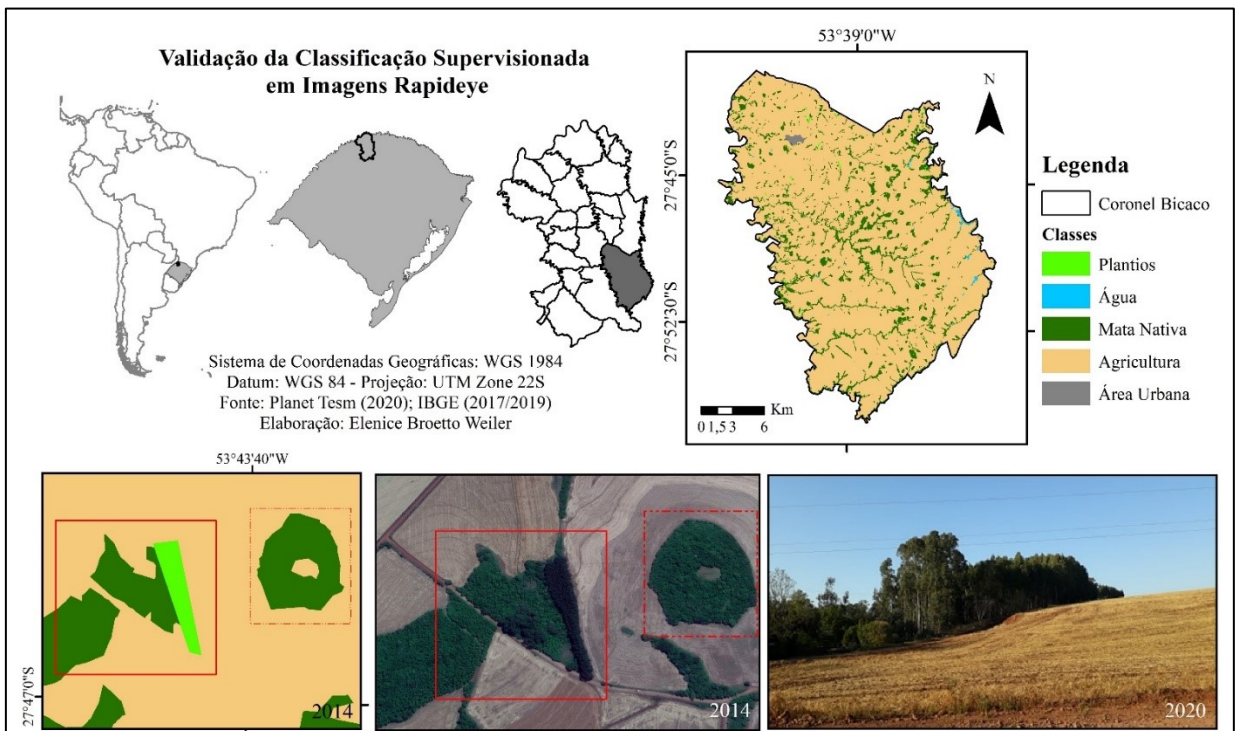 Validação da Classificação Supervisionada
em Imagens Rapideye
Sistema de Coordenadas Geográficas: WGS 1984
Datum: WGS 84 - Projeção: UTM Zone 22S
Fonte: Planet Tesm (2020); IBGE (2017/2019)
Elaboração: Elenice Broetto Weiler
53°39'0"W
27°45'0"S
27°52'30"S
N
Km
0 1,5 3 6
Legenda
Coronel Bicaco
Classes
Plantios
Água
Mata Nativa
Agricultura
Área Urbana
53°43'40"W
27°47'0"S
2014
2014
2020